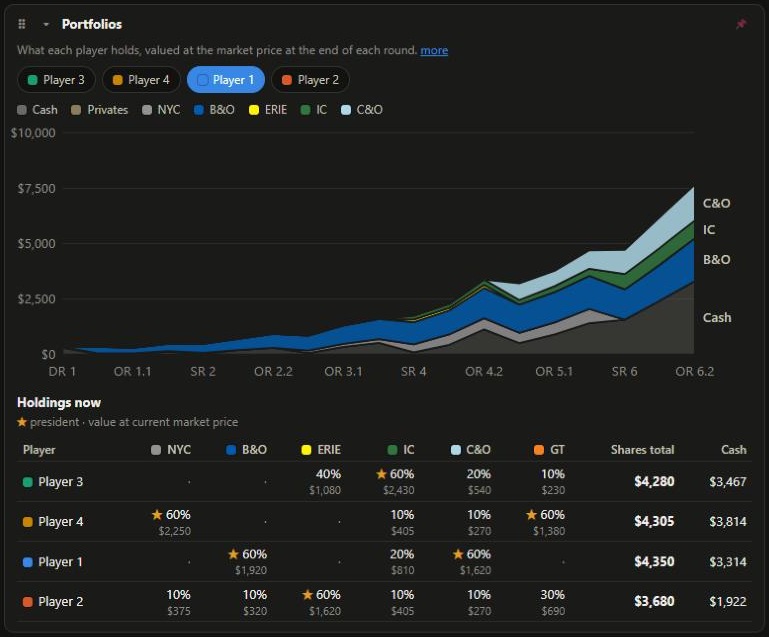 Portfolios
What each player holds, valued at the market price at the end of each round. more
Player 3 Player 4 Player 1 Player 2
Cash Privates NYC B&O ERIE IC C&O
$10,000
$7,500
$5,000
$2,500
$0
C&O
IC
B&O
Cash
DR 1 OR 1.1 SR 2 OR 2.2 OR 3.1 SR 4 OR 4.2 OR 5.1 SR 6 OR 6.2
Holdings now
★ president · value at current market price
Player NYC B&O ERIE IC C&O GT Shares total Cash
Player 3 · · 40% ★ 60% 20% 10% $4,280 $3,467
$1,080 $2,430 $540 $230
Player 4 ★ 60% · · 10% 10% ★ 60% $4,305 $3,814
$2,250 $405 $270 $1,380
Player 1 · ★ 60% · 20% ★ 60% · $4,350 $3,314
$1,920 $810 $1,620
Player 2 10% 10% ★ 60% 10% 10% 30% $3,680 $1,922
$375 $320 $1,620 $405 $270 $690